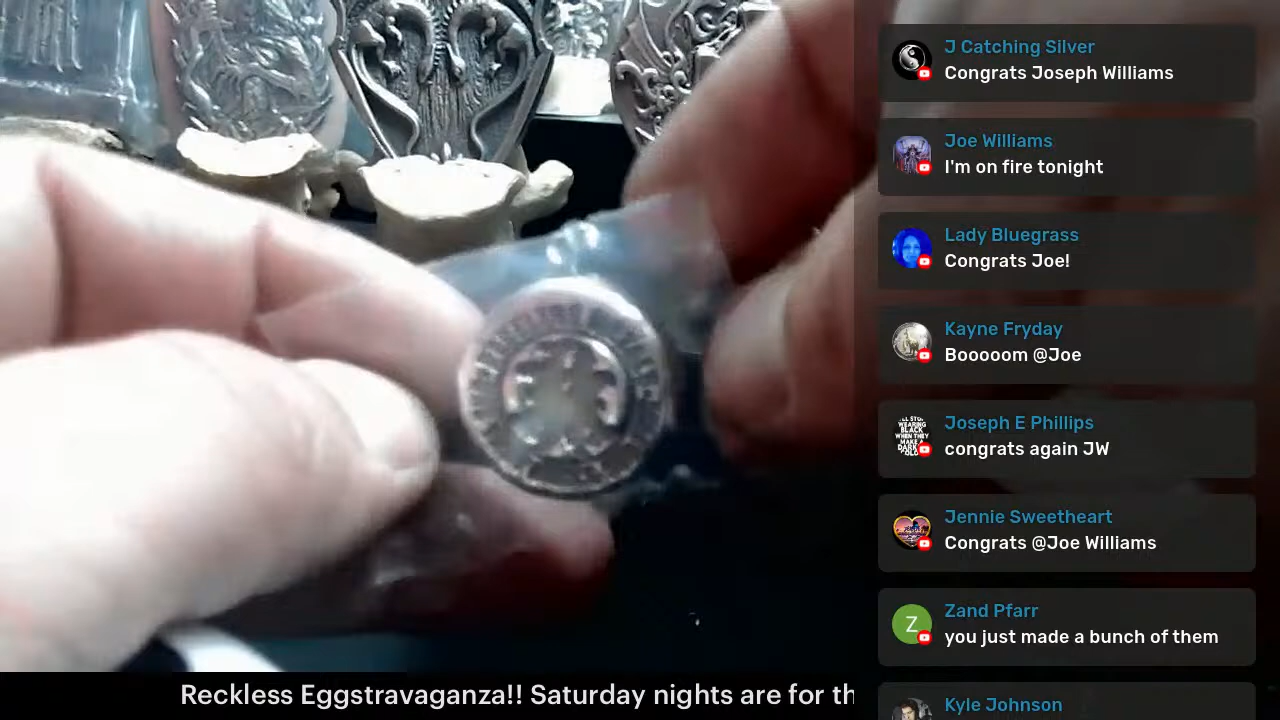 J Catching Silver
Congrats Joseph Williams
Joe Williams
I'm on fire tonight
Lady Bluegrass
Congrats Joe!
Kayne Fryday
Booooom @Joe
Joseph E Phillips
congrats again JW
Jennie Sweetheart
Congrats @Joe Williams
Z
Zand Pfarr
you just made a bunch of them
Kyle Johnson
Reckless Eggstravaganza!! Saturday nights are for th